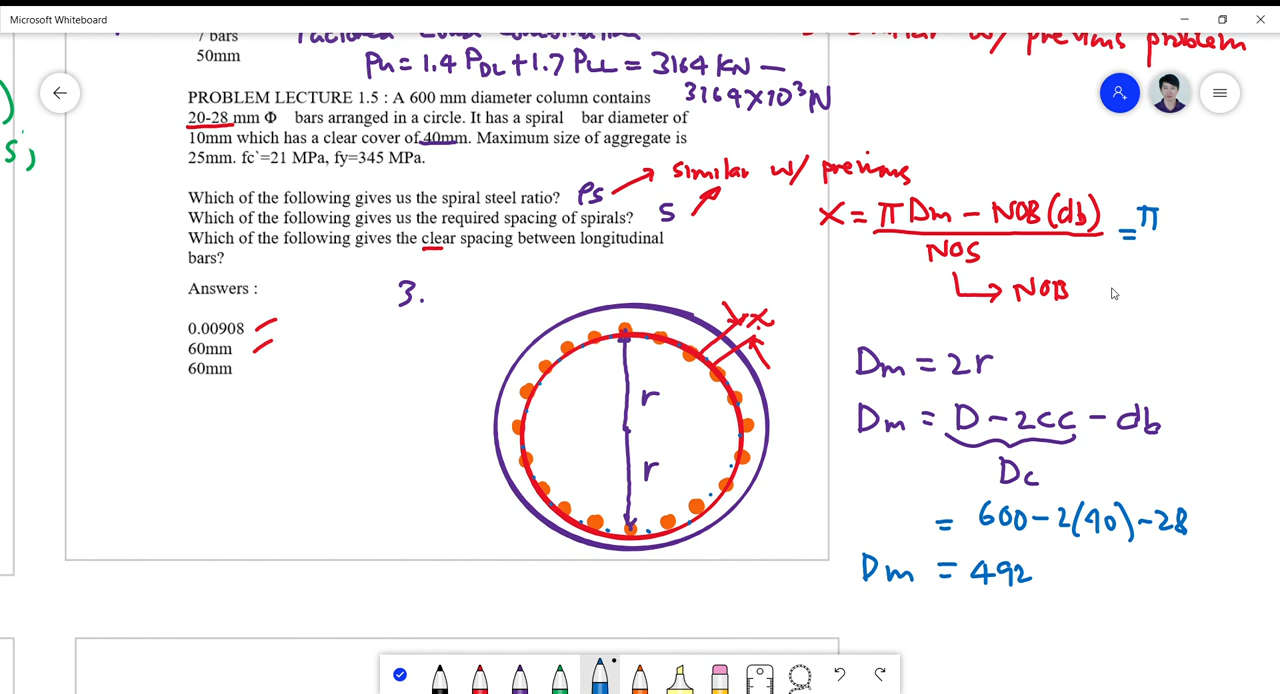 Microsoft Whiteboard
7 bars
50mm
Pu = 1.4 PDL + 1.7 PLL = 3164 KN —
3164x10³N
w/ previous problem
s,
PROBLEM LECTURE 1.5 : A 600 mm diameter column contains
20-28 mm Φ bars arranged in a circle. It has a spiral bar diameter of
10mm which has a clear cover of 40mm. Maximum size of aggregate is
25mm. fc`=21 MPa, fy=345 MPa.
Which of the following gives us the spiral steel ratio? ρs → similar w/ previous
Which of the following gives us the required spacing of spirals? s
Which of the following gives the clear spacing between longitudinal
bars?
Answers :
0.00908
60mm
60mm
3.
x
r
r
x = πDm - NOB(db) = π
NOS
NOB
Dm = 2r
Dm = D - 2cc - db
Dc
= 600 - 2(40) - 28
Dm = 492